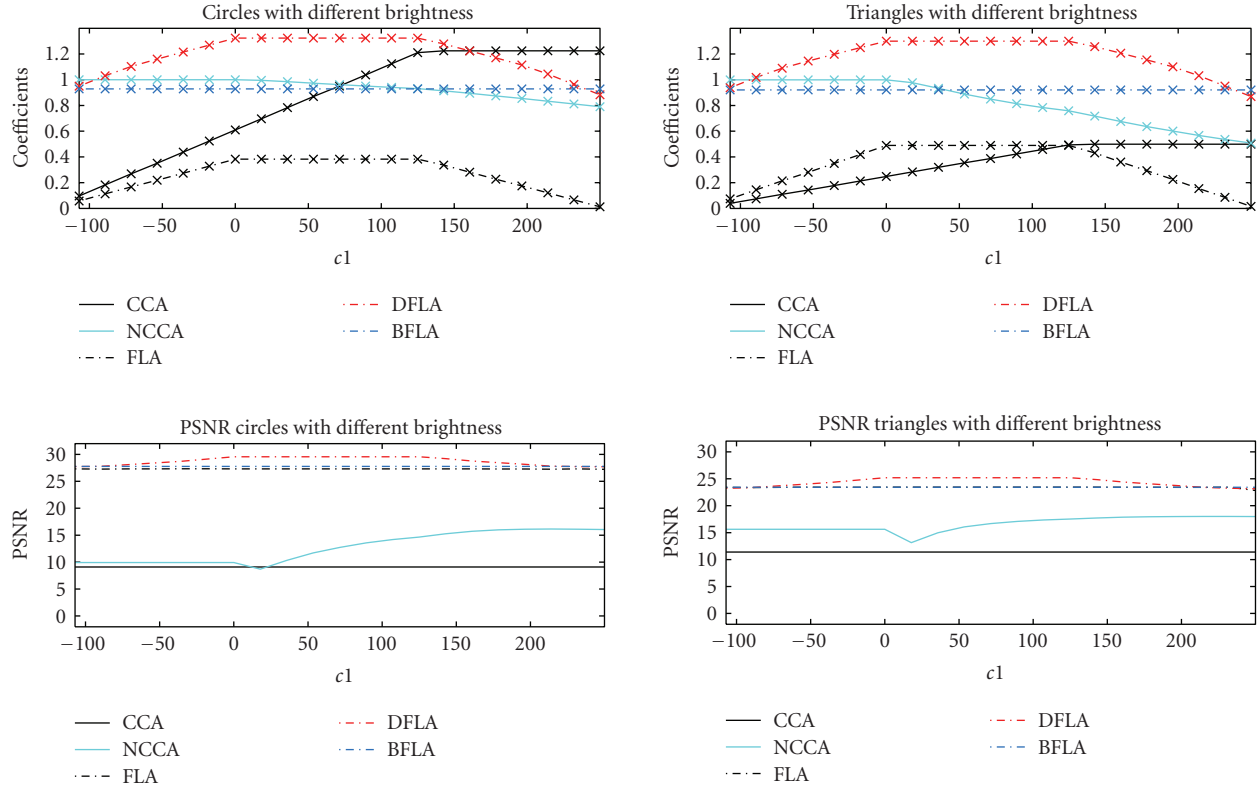 Circles with different brightness
Coefficients
1.2
1
0.8
0.6
0.4
0.2
0
−100 −50 0 50 100 150 200
c1
CCA
NCCA
FLA
DFLA
BFLA
Triangles with different brightness
Coefficients
1.2
1
0.8
0.6
0.4
0.2
0
−100 −50 0 50 100 150 200
c1
CCA
NCCA
FLA
DFLA
BFLA
PSNR circles with different brightness
PSNR
30
25
20
15
10
5
0
−100 −50 0 50 100 150 200
c1
CCA
NCCA
FLA
DFLA
BFLA
PSNR triangles with different brightness
PSNR
30
25
20
15
10
5
0
−100 −50 0 50 100 150 200
c1
CCA
NCCA
FLA
DFLA
BFLA